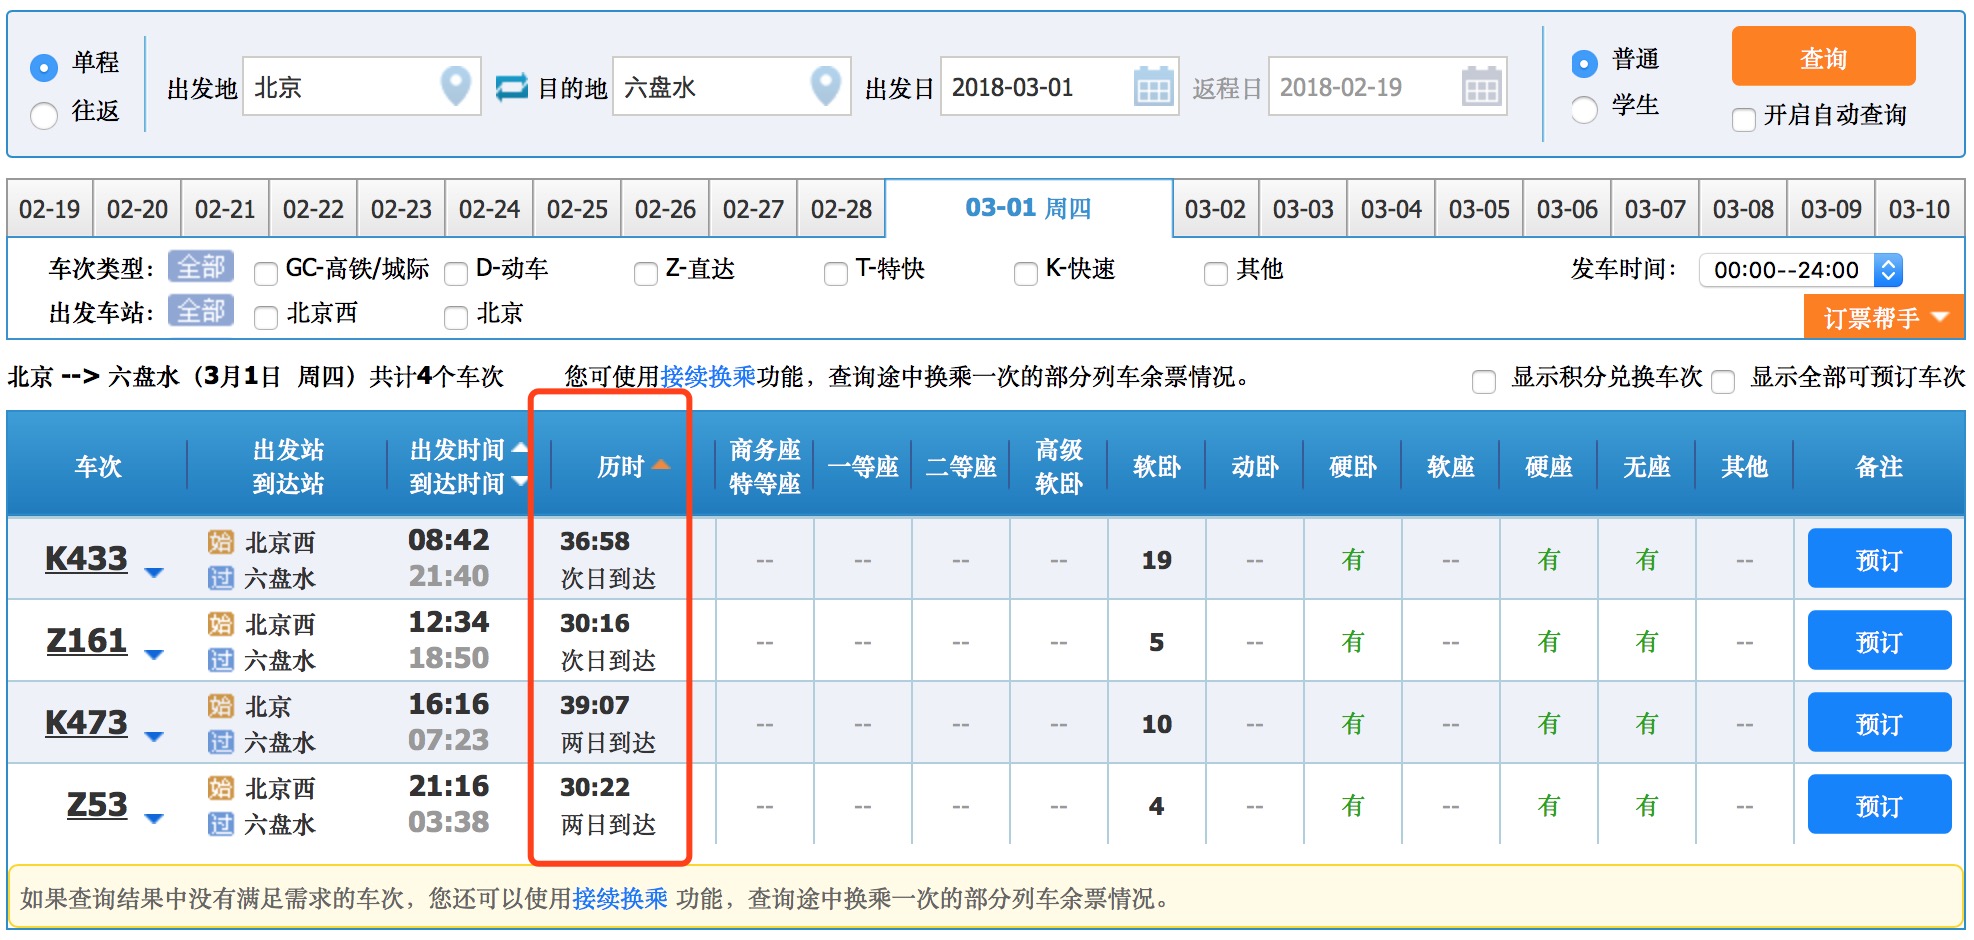 单程
往返
出发地 北京 目的地 六盘水 出发日 2018-03-01 返程日 2018-02-19
普通
学生
查询
开启自动查询
02-19 02-20 02-21 02-22 02-23 02-24 02-25 02-26 02-27 02-28 03-01 周四 03-02 03-03 03-04 03-05 03-06 03-07 03-08 03-09 03-10
车次类型: 全部 GC-高铁/城际 D-动车 Z-直达 T-特快 K-快速 其他 发车时间: 00:00--24:00
出发车站: 全部 北京西 北京 订票帮手
北京 --> 六盘水（3月1日 周四）共计4个车次 您可使用接续换乘功能，查询途中换乘一次的部分列车余票情况。 显示积分兑换车次 显示全部可预订车次
车次 出发站 出发时间 历时 商务座 一等座 二等座 高级 软卧 动卧 硬卧 软座 硬座 无座 其他 备注
到达站 到达时间 特等座 软卧
K433 始 北京西 08:42 36:58 -- -- -- -- 19 -- 有 -- 有 有 -- 预订
过 六盘水 21:40 次日到达
Z161 始 北京西 12:34 30:16 -- -- -- -- 5 -- 有 -- 有 有 -- 预订
过 六盘水 18:50 次日到达
K473 始 北京 16:16 39:07 -- -- -- -- 10 -- 有 -- 有 有 -- 预订
过 六盘水 07:23 两日到达
Z53 始 北京西 21:16 30:22 -- -- -- -- 4 -- 有 -- 有 有 -- 预订
过 六盘水 03:38 两日到达
如果查询结果中没有满足需求的车次，您还可以使用接续换乘 功能，查询途中换乘一次的部分列车余票情况。